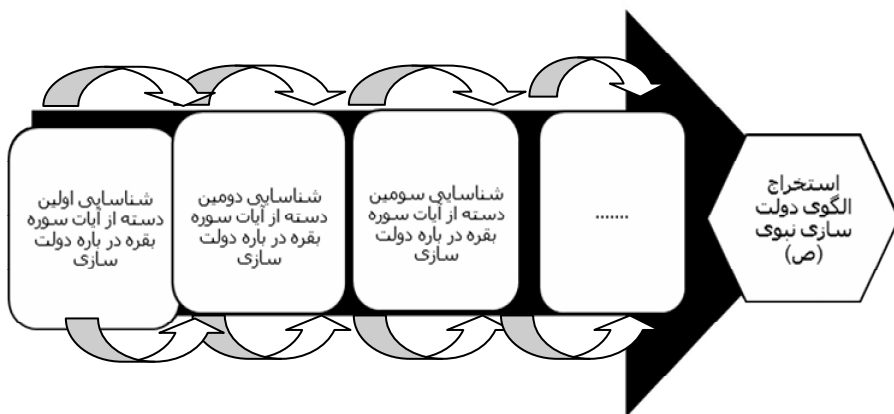 شناسایی اولین
دسته از آیات سوره
بقره در باره دولت
سازی
شناسایی دومین
دسته از آیات سوره
بقره در باره دولت
سازی
شناسایی سومین
دسته از آیات سوره
بقره در باره دولت
سازی
.......
استخراج
الگوی دولت
سازی نبوی
(ص)